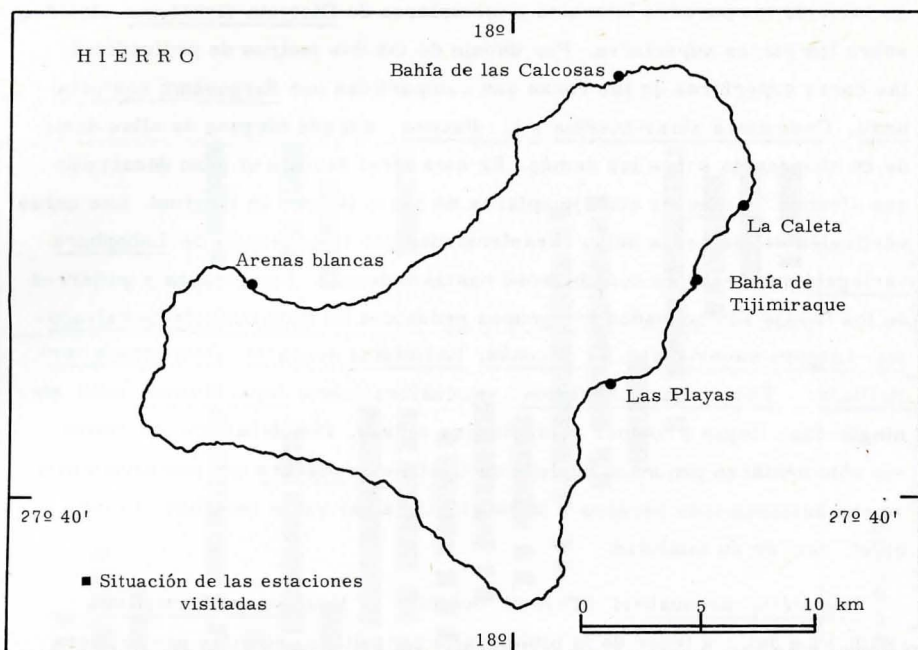 18º
HIERRO
Bahía de las Calcosas
La Caleta
Arenas blancas
Bahía de
Tijimiraque
Las Playas
27º 40'
27º 40'
Situación de las estaciones
visitadas
0
10 km
18º